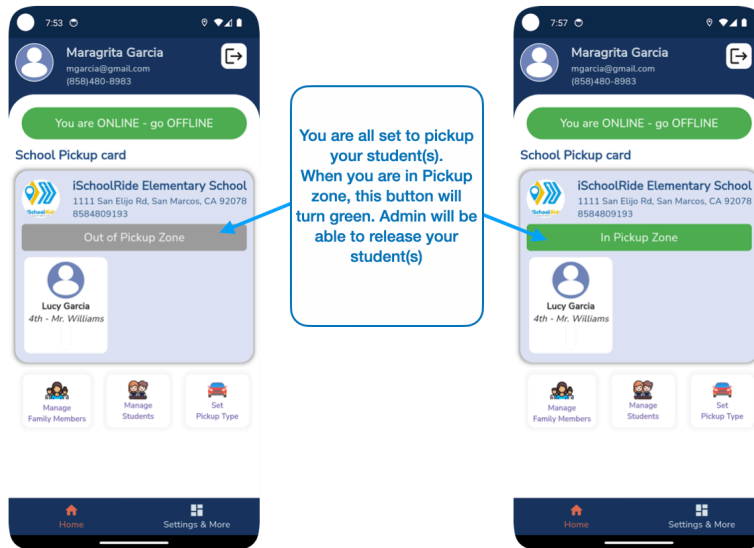 7:53
Maragrita Garcia
mgarcia@gmail.com
(858)480-8983
You are ONLINE - go OFFLINE
School Pickup card
iSchoolRide Elementary School
1111 San Elijo Rd, San Marcos, CA 92078
8584809193
iSchoolRide
Out of Pickup Zone
Lucy Garcia
4th - Mr. Williams
Manage
Family Members
Manage
Students
Set
Pickup Type
Home
Settings & More
You are all set to pickup
your student(s).
When you are in Pickup
zone, this button will
turn green. Admin will be
able to release your
student(s)
7:57
Maragrita Garcia
mgarcia@gmail.com
(858)480-8983
You are ONLINE - go OFFLINE
School Pickup card
iSchoolRide Elementary School
1111 San Elijo Rd, San Marcos, CA 92078
8584809193
iSchoolRide
In Pickup Zone
Lucy Garcia
4th - Mr. Williams
Manage
Family Members
Manage
Students
Set
Pickup Type
Home
Settings & More